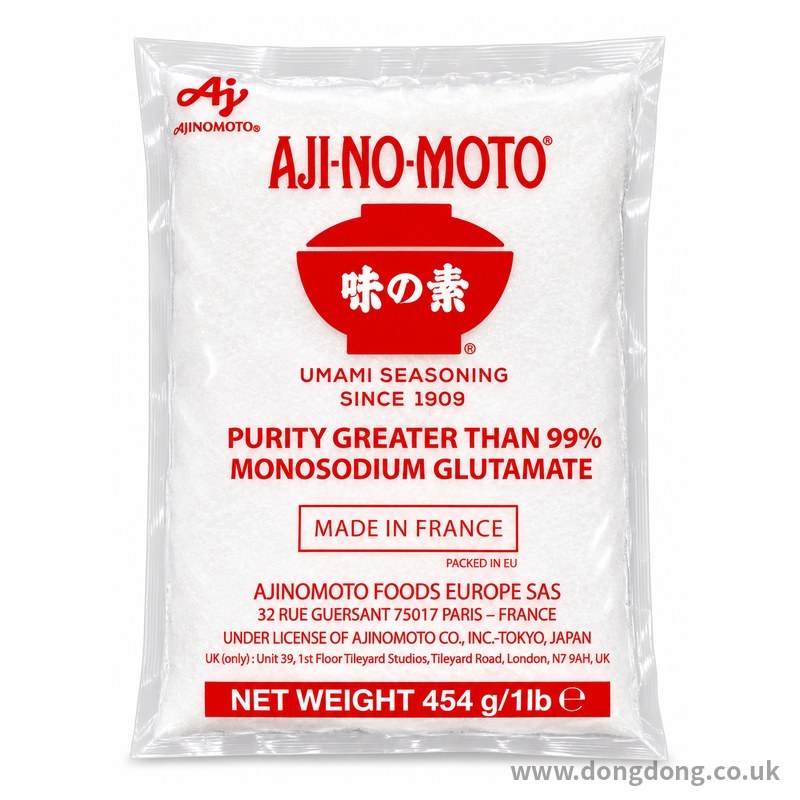 Aj
AJINOMOTO®
AJI-NO-MOTO®
味の素
®
UMAMI SEASONING
SINCE 1909
PURITY GREATER THAN 99%
MONOSODIUM GLUTAMATE
MADE IN FRANCE
PACKED IN EU
AJINOMOTO FOODS EUROPE SAS
32 RUE GUERSANT 75017 PARIS – FRANCE
UNDER LICENSE OF AJINOMOTO CO., INC.-TOKYO, JAPAN
UK (only) : Unit 39, 1st Floor Tileyard Studios, Tileyard Road, London, N7 9AH, UK
NET WEIGHT 454 g/1lb ℮
www.dongdong.co.uk